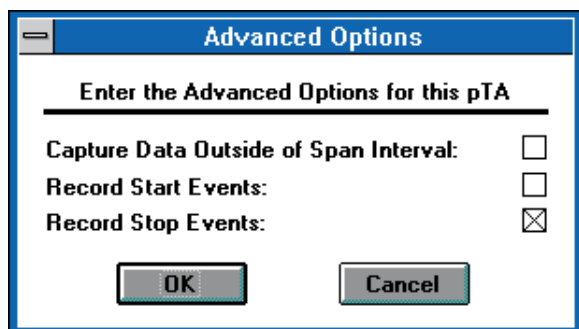 Advanced Options
Enter the Advanced Options for this pTA
Capture Data Outside of Span Interval:
Record Start Events:
Record Stop Events:
OK
Cancel